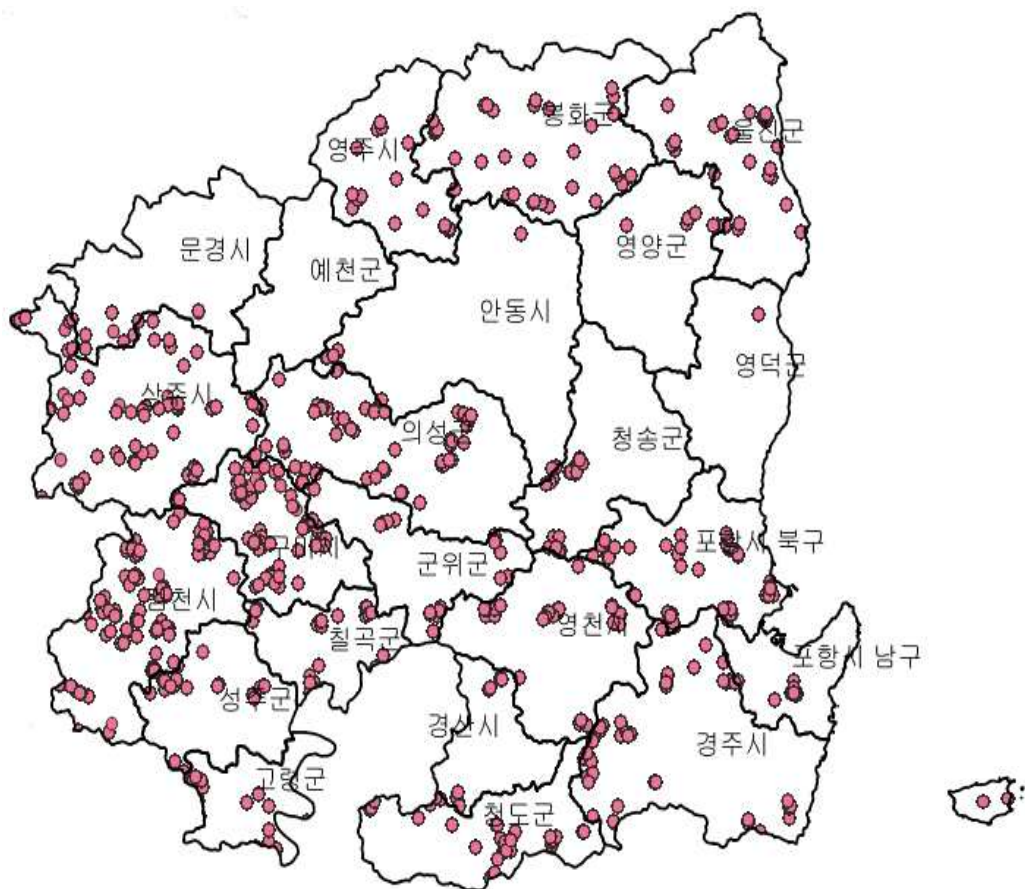 봉화군
울진군
영주시
문경시
영양군
예천군
안동시
영덕군
상주시
의성군
청송군
포항시 북구
구미시
군위군
김천시
영천시
칠곡군
포항시 남구
성주군
경산시
경주시
고령군
청도군